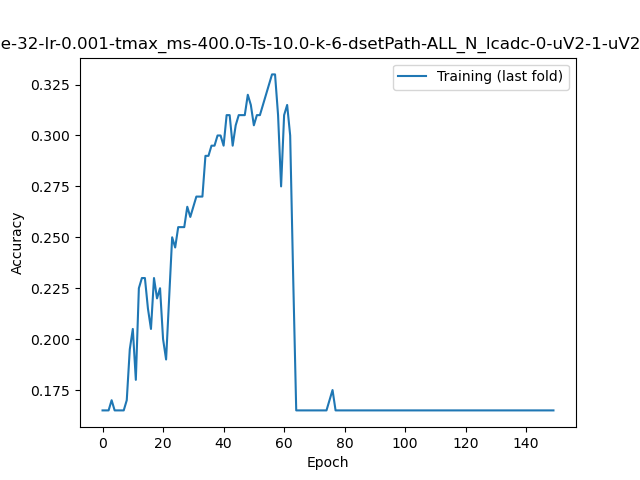 e-32-lr-0.001-tmax_ms-400.0-Ts-10.0-k-6-dsetPath-ALL_N_lcadc-0-uV2-1-uV2
Training (last fold)
0.325
0.300
0.275
0.250
0.225
0.200
0.175
Accuracy
0 20 40 60 80 100 120 140
Epoch